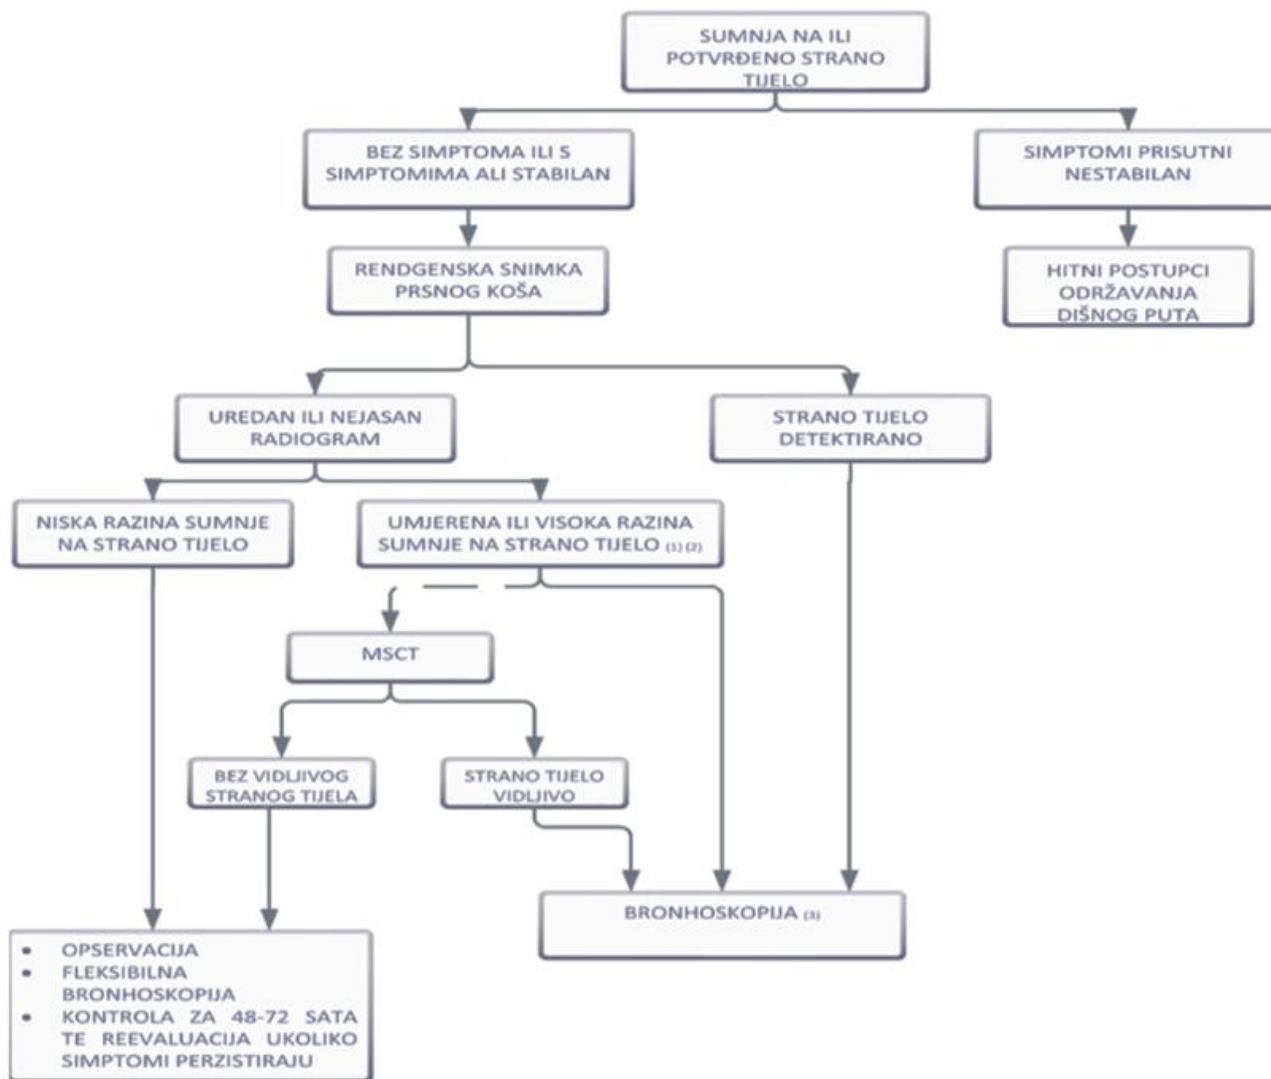 SUMNJA NA ILI
POTVRĐENO STRANO
TIJELO
BEZ SIMPTOMA ILI S
SIMPTOMIMA ALI STABILAN
SIMPTOMI PRISUTNI
NESTABILAN
RENDGENSKA SNIMKA
PRSNOG KOŠA
HITNI POSTUPCI
ODRŽAVANJA
DIŠNOG PUTA
UREDAN ILI NEJASAN
RADIOGRAM
STRANO TIJELO
DETEKTIRANO
NISKA RAZINA SUMNJE
NA STRANO TIJELO
UMJERENA ILI VISOKA RAZINA
SUMNJE NA STRANO TIJELO (1) (2)
MSCT
BEZ VIDLJIVOG
STRANOG TIJELA
STRANO TIJELO
VIDLJIVO
BRONHOSKOPIJA (3)
• OPSERVACIJA
• FLEKSIBILNA
BRONHOSKOPIJA
• KONTROLA ZA 48-72 SATA
TE REEVALUACIJA UKOLIKO
SIMPTOMI PERZISTIRAJU